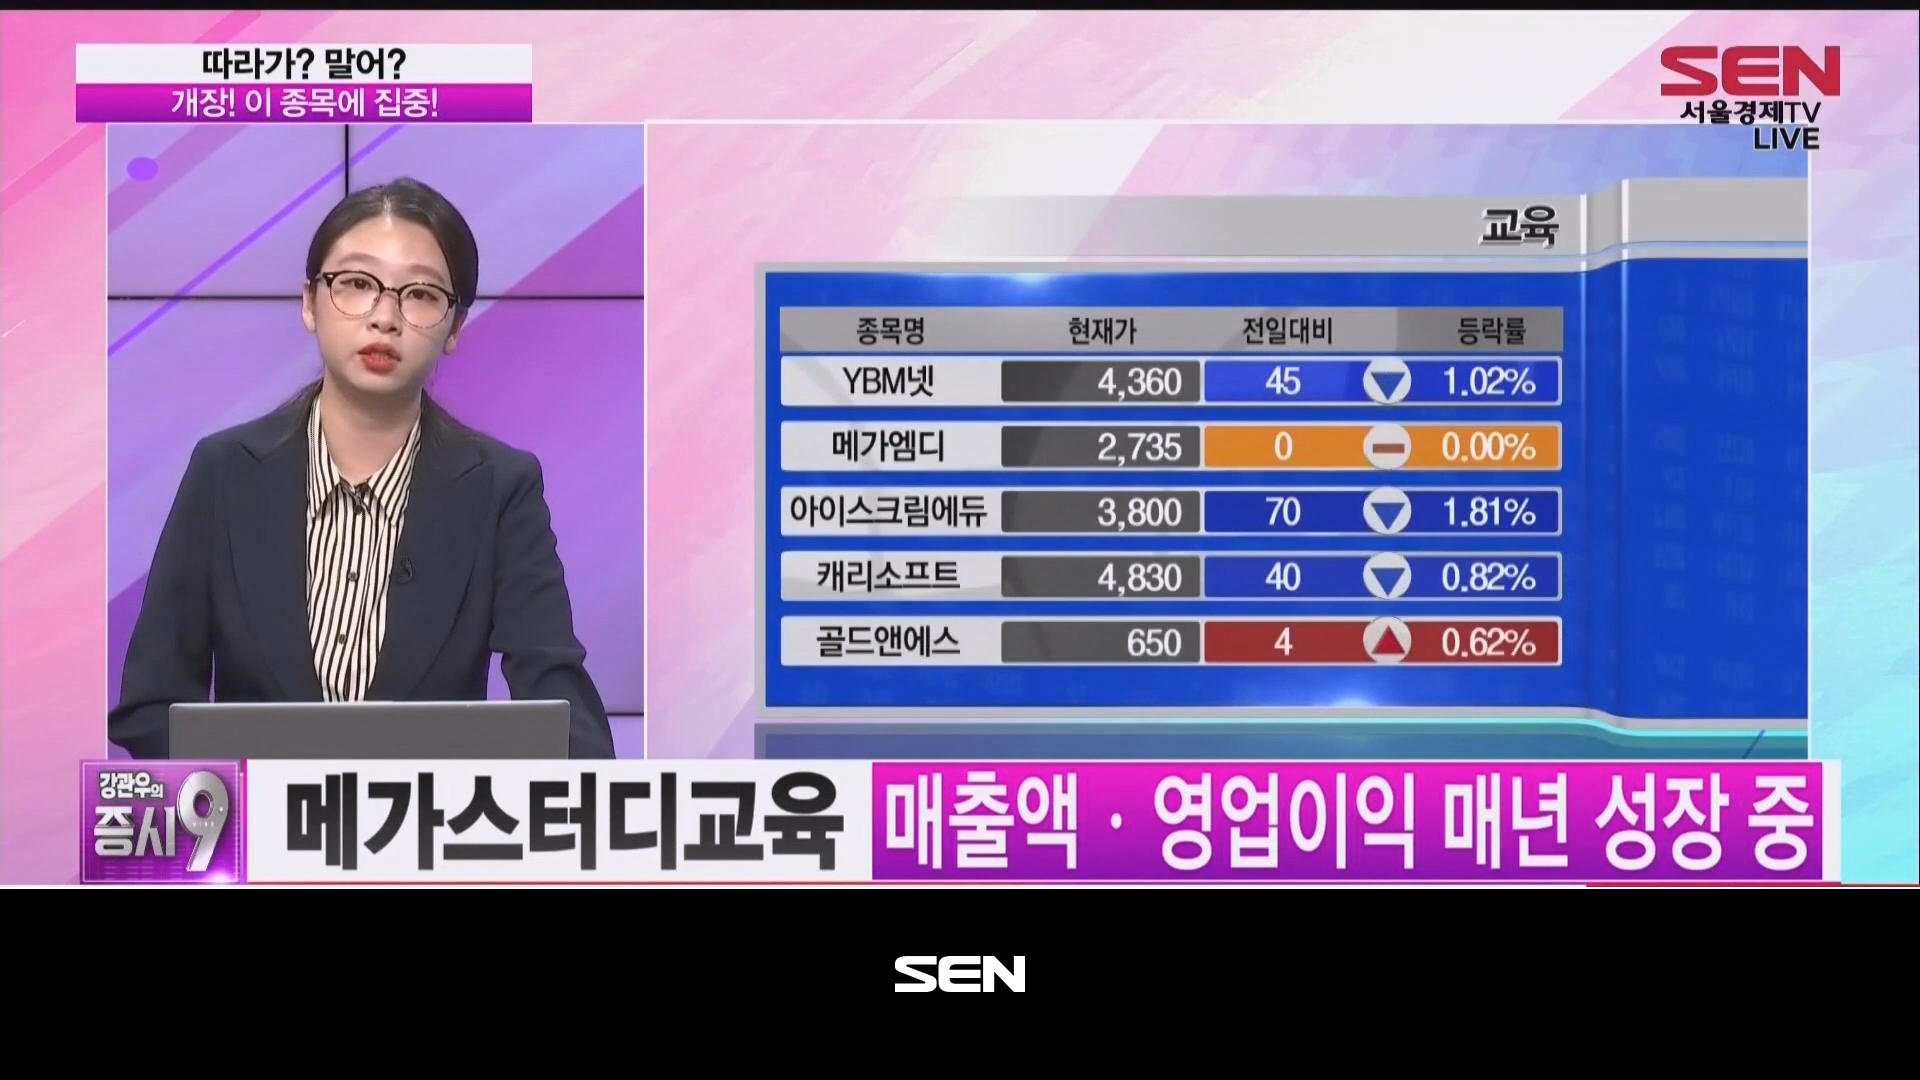 따라가? 말어?
개장! 이 종목에 집중!
SEN
서울경제TV
LIVE
교육
종목명 현재가 전일대비 등락률
YBM넷 4,360 45 1.02%
메가엠디 2,735 0 0.00%
아이스크림에듀 3,800 70 1.81%
캐리소프트 4,830 40 0.82%
골드앤에스 650 4 0.62%
강관우의
증시9
메가스터디교육 매출액·영업이익 매년 성장 중
SEN